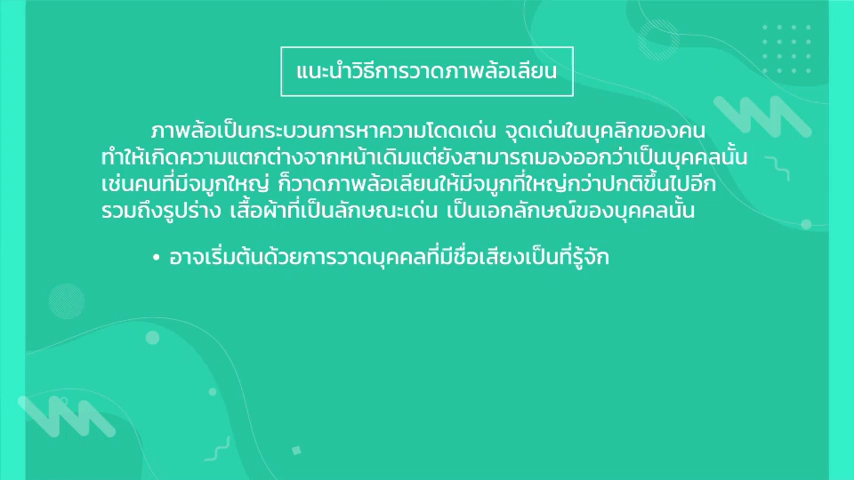 แนะนำวิธีการวาดภาพล้อเลียน
ภาพล้อเป็นกระบวนการหาความโดดเด่น จุดเด่นในบุคลิกของคน
ทำให้เกิดความแตกต่างจากหน้าเดิมแต่ยังสามารถมองออกว่าเป็นบุคคลนั้น
เช่นคนที่มีจมูกใหญ่ ก็วาดภาพล้อเลียนให้มีจมูกที่ใหญ่กว่าปกติขึ้นไปอีก
รวมถึงรูปร่าง เสื้อผ้าที่เป็นลักษณะเด่น เป็นเอกลักษณ์ของบุคคลนั้น
• อาจเริ่มต้นด้วยการวาดบุคคลที่มีชื่อเสียงเป็นที่รู้จัก